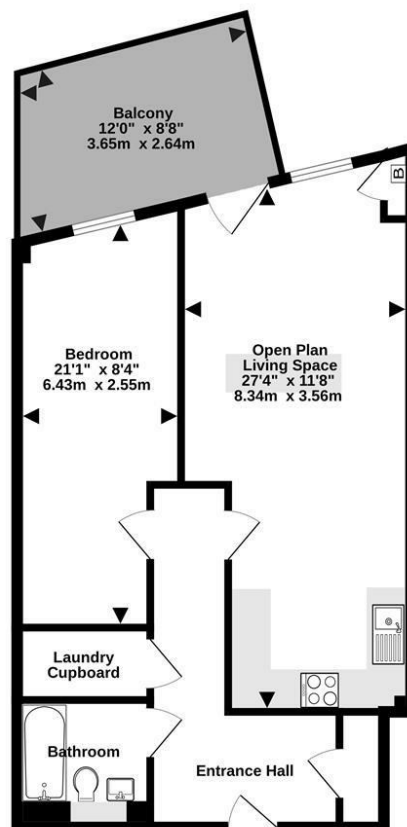 Balcony
12'0" x 8'8"
3.65m x 2.64m
B
Bedroom
21'1" x 8'4"
6.43m x 2.55m
Open Plan
Living Space
27'4" x 11'8"
8.34m x 3.56m
Laundry
Cupboard
Bathroom
Entrance Hall